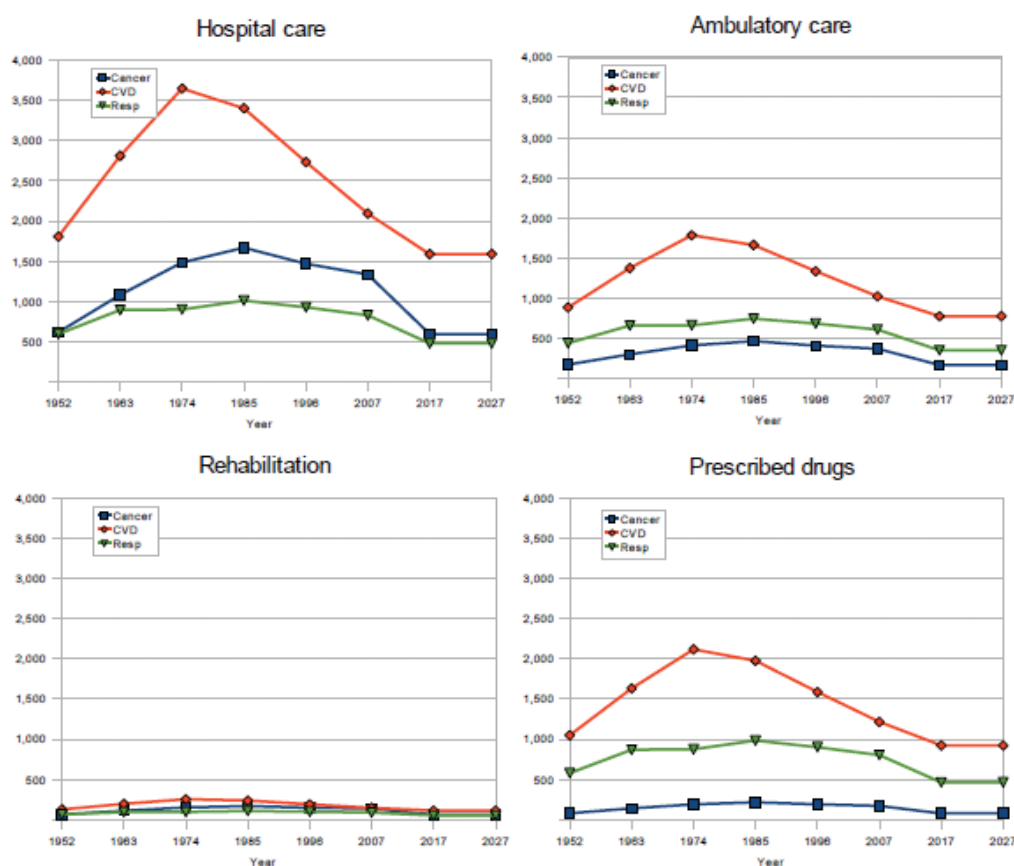 Hospital care
4,000
3,500
3,000
2,500
2,000
1,500
1,000
500
Cancer
CVD
Resp
1952 1963 1974 1985 1996 2007 2017 2027
Year
Ambulatory care
4,000
3,500
3,000
2,500
2,000
1,500
1,000
500
Cancer
CVD
Resp
1952 1963 1974 1985 1996 2007 2017 2027
Year
Rehabilitation
4,000
3,500
3,000
2,500
2,000
1,500
1,000
500
Cancer
CVD
Resp
1952 1963 1974 1985 1996 2007 2017 2027
Year
Prescribed drugs
4,000
3,500
3,000
2,500
2,000
1,500
1,000
500
Cancer
CVD
Resp
1952 1963 1974 1985 1996 2007 2017 2027
Year